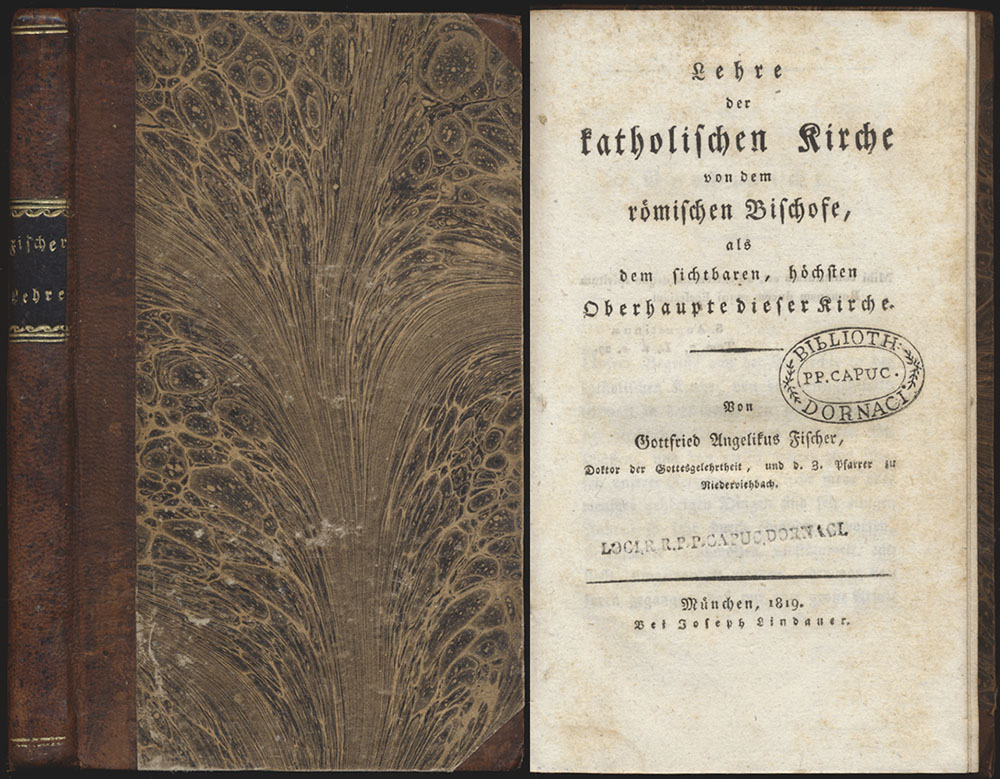 Fischer
Lehre
Lehre
der
katholischen Kirche
von dem
römischen Bischofe,
als
dem sichtbaren, höchsten
Oberhaupte dieser Kirche.
BIBLIOTH.
PP. CAPUC.
DORNACI.
Von
Gottfried Angelikus Fischer,
Doktor der Gottesgelehrtheit, und d. Z. Pfarrer zu
Niederviehbach.
LOCI.R.R.P.P.CAPUC.DORNACI.
München, 1819.
Bei Joseph Lindauer.